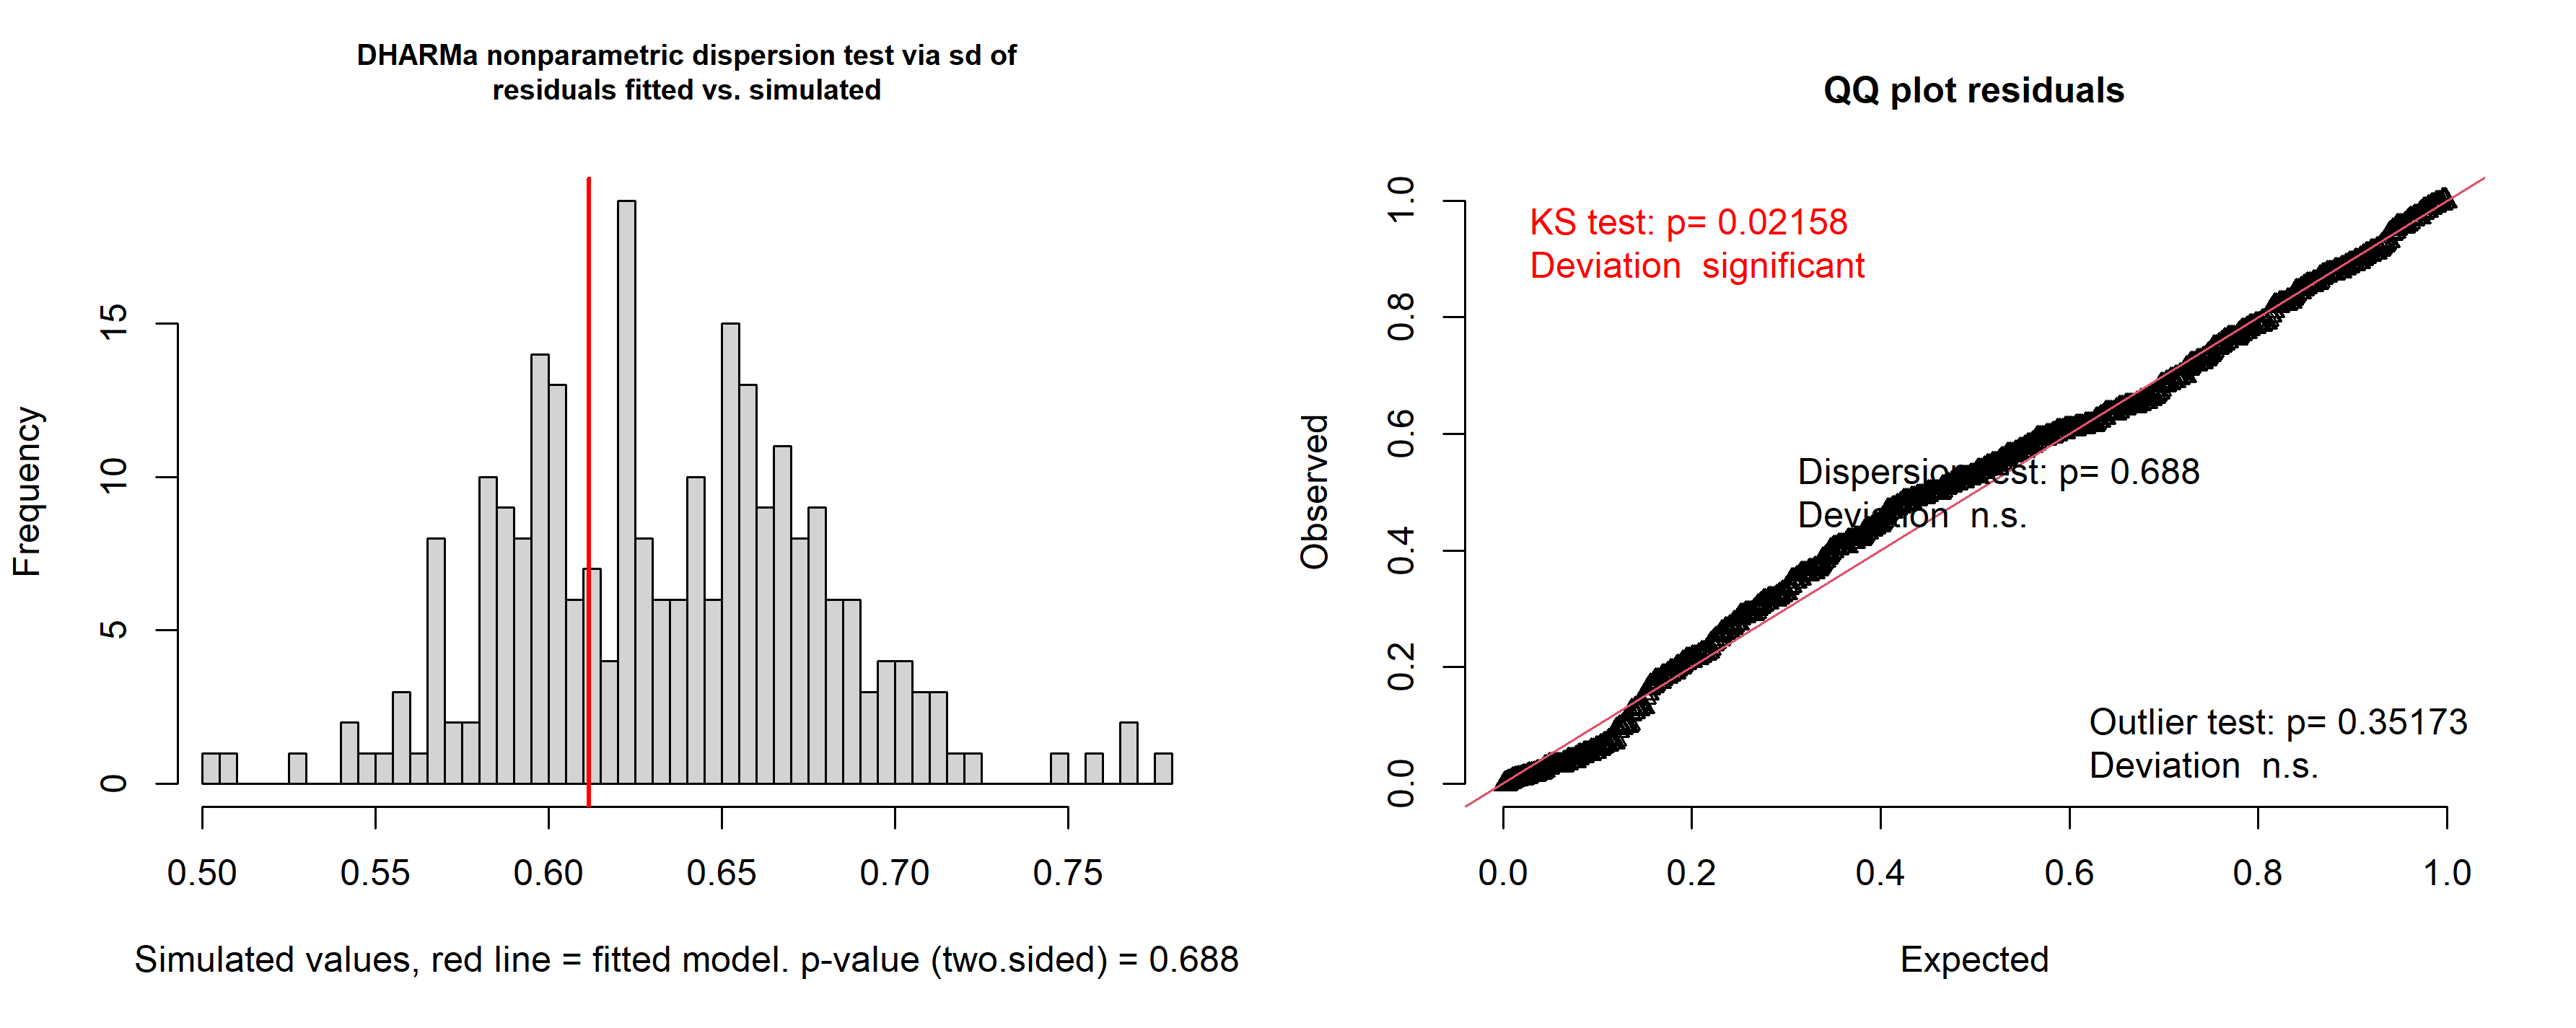 DHARMa nonparametric dispersion test via sd of
residuals fitted vs. simulated
Frequency
0
5
10
15
0.50 0.55 0.60 0.65 0.70 0.75
Simulated values, red line = fitted model. p-value (two.sided) = 0.688
QQ plot residuals
KS test: p= 0.02158
Deviation  significant
Dispersion test: p= 0.688
Deviation  n.s.
Outlier test: p= 0.35173
Deviation  n.s.
Observed
0.0
0.2
0.4
0.6
0.8
1.0
0.0 0.2 0.4 0.6 0.8 1.0
Expected